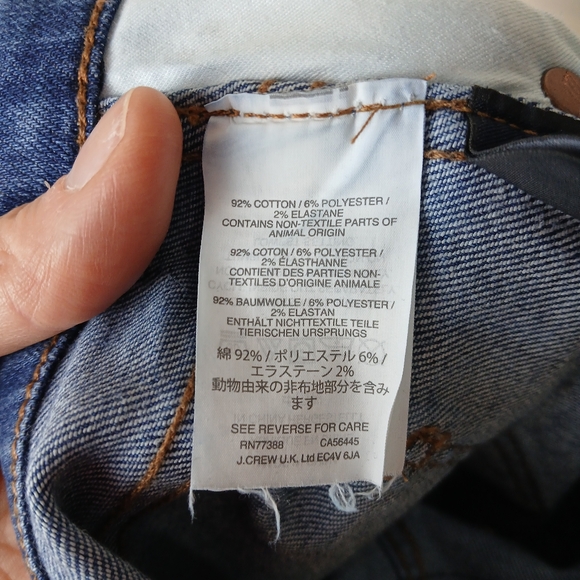 92% COTTON / 6% POLYESTER /
2% ELASTANE
CONTAINS NON-TEXTILE PARTS OF
ANIMAL ORIGIN
92% COTON / 6% POLYESTER /
2% ÉLASTHANNE
CONTIENT DES PARTIES NON-
TEXTILES D'ORIGINE ANIMALE
92% BAUMWOLLE / 6% POLYESTER /
2% ELASTAN
ENTHÄLT NICHTTEXTILE TEILE
TIERISCHEN URSPRUNGS
綿 92% / ポリエステル 6% /
エラステーン 2%
動物由来の非布地部分を含み
ます
SEE REVERSE FOR CARE
RN77388 CA56445
J.CREW U.K. Ltd EC4V 6JA